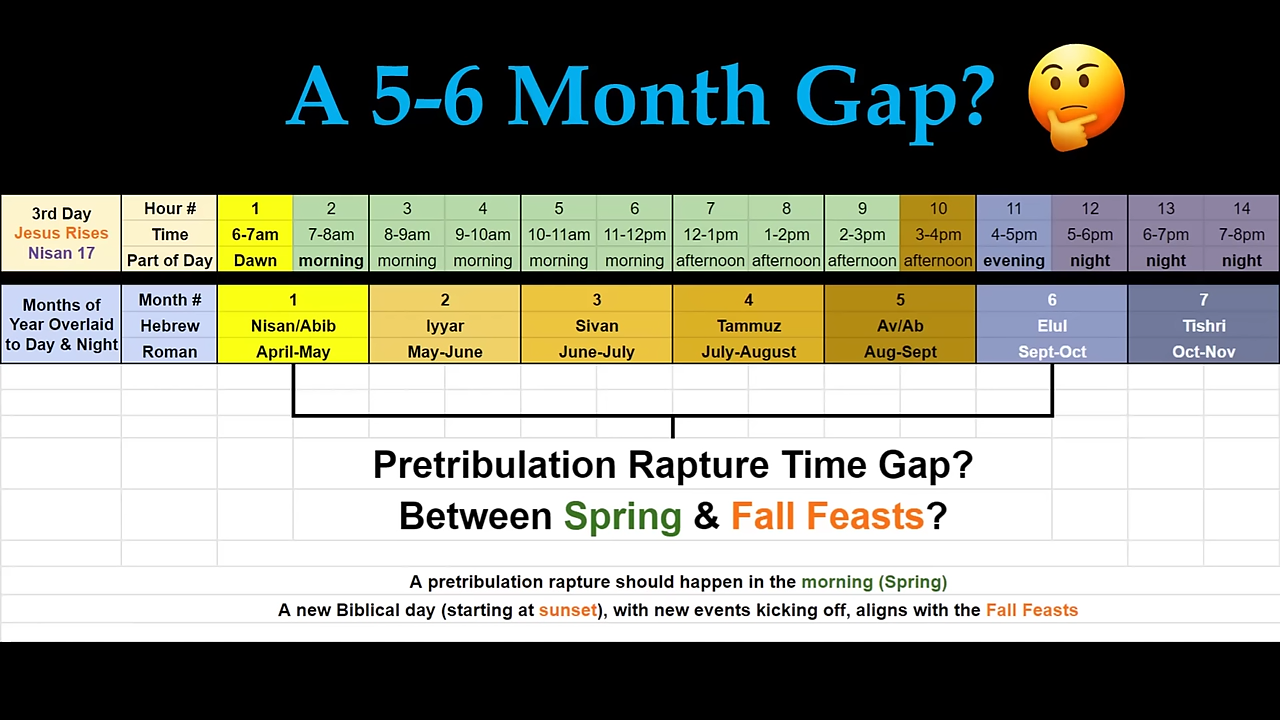 A 5-6 Month Gap?
3rd Day
Jesus Rises
Nisan 17
Hour # 1 2 3 4 5 6 7 8 9 10 11 12 13 14
Time 6-7am 7-8am 8-9am 9-10am 10-11am 11-12pm 12-1pm 1-2pm 2-3pm 3-4pm 4-5pm 5-6pm 6-7pm 7-8pm
Part of Day Dawn morning morning morning morning morning afternoon afternoon afternoon afternoon evening night night night
Months of
Year Overlaid
to Day & Night
Month # 1 2 3 4 5 6 7
Hebrew Nisan/Abib Iyyar Sivan Tammuz Av/Ab Elul Tishri
Roman April-May May-June June-July July-August Aug-Sept Sept-Oct Oct-Nov
Pretribulation Rapture Time Gap?
Between Spring & Fall Feasts?
A pretribulation rapture should happen in the morning (Spring)
A new Biblical day (starting at sunset), with new events kicking off, aligns with the Fall Feasts